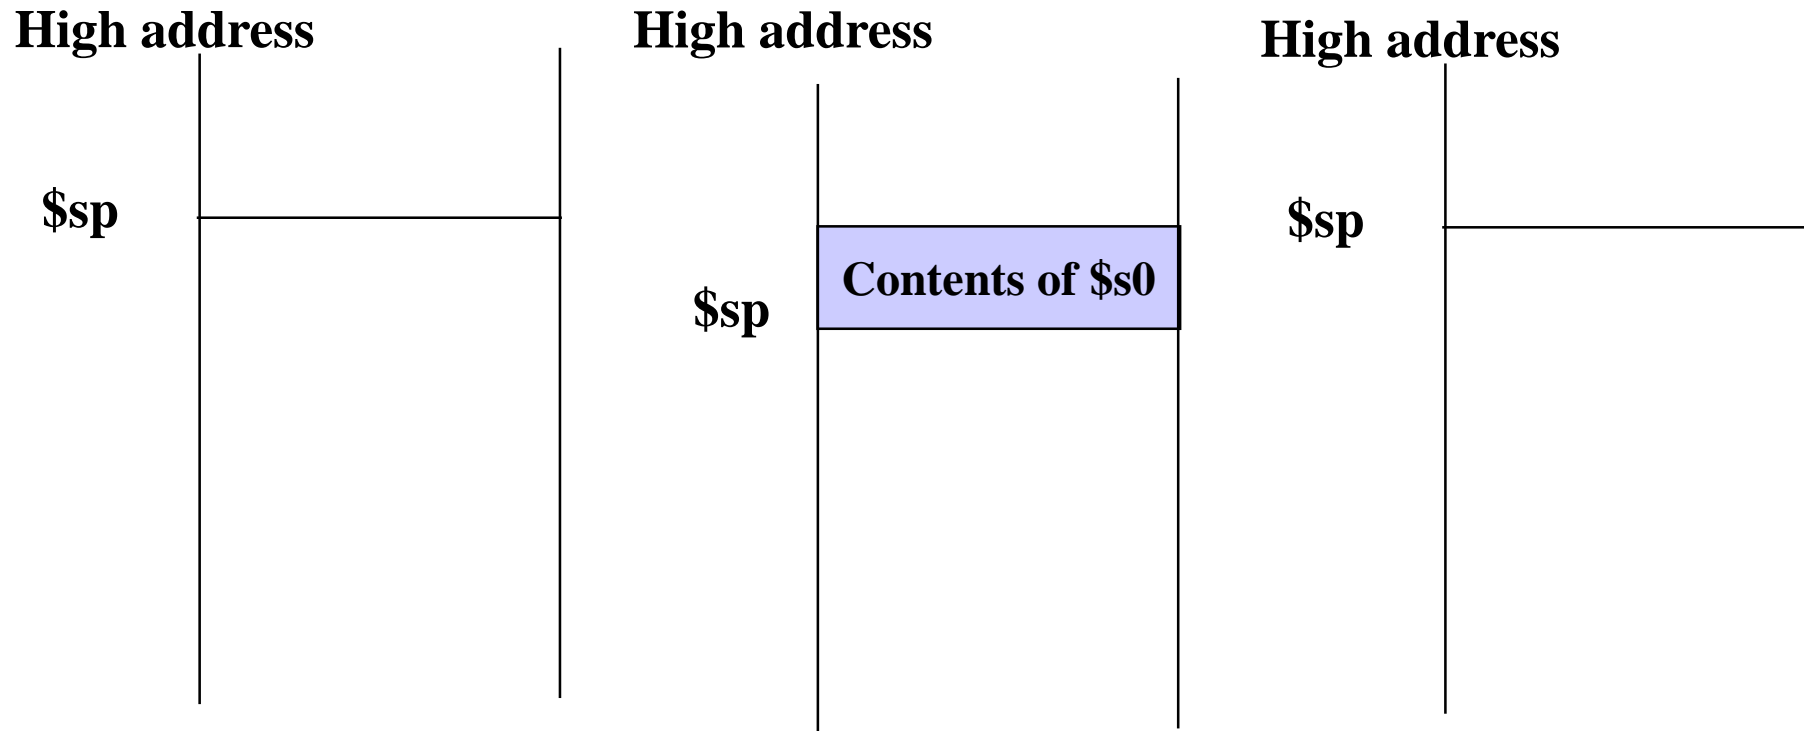 High address
$sp
High address
Contents of $s0
$sp
High address
$sp